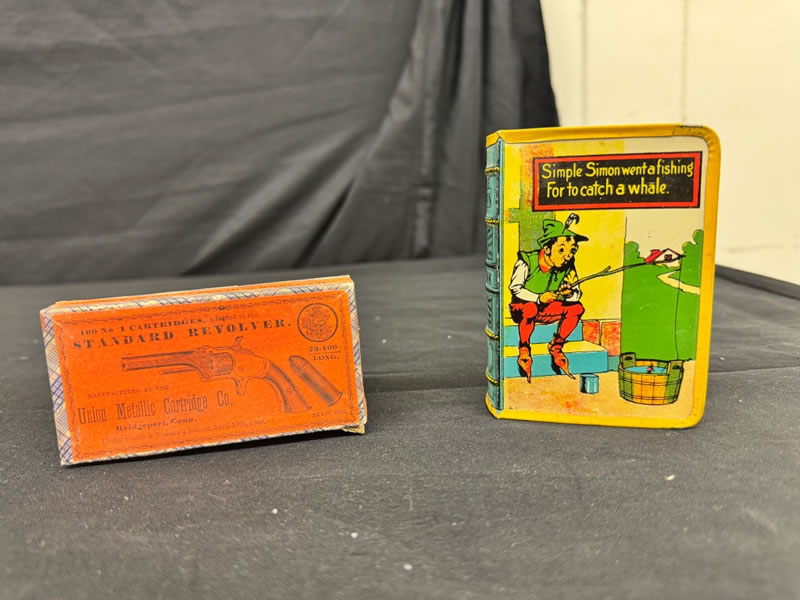 100 No 1 CARTRIDGES, Adapted to the
STANDARD REVOLVER.
22-100
LONG,
MANUFACTURED BY THE
Union Metallic Cartridge Co.
Bridgeport, Conn.
Simple Simon went a fishing
For to catch a whale.